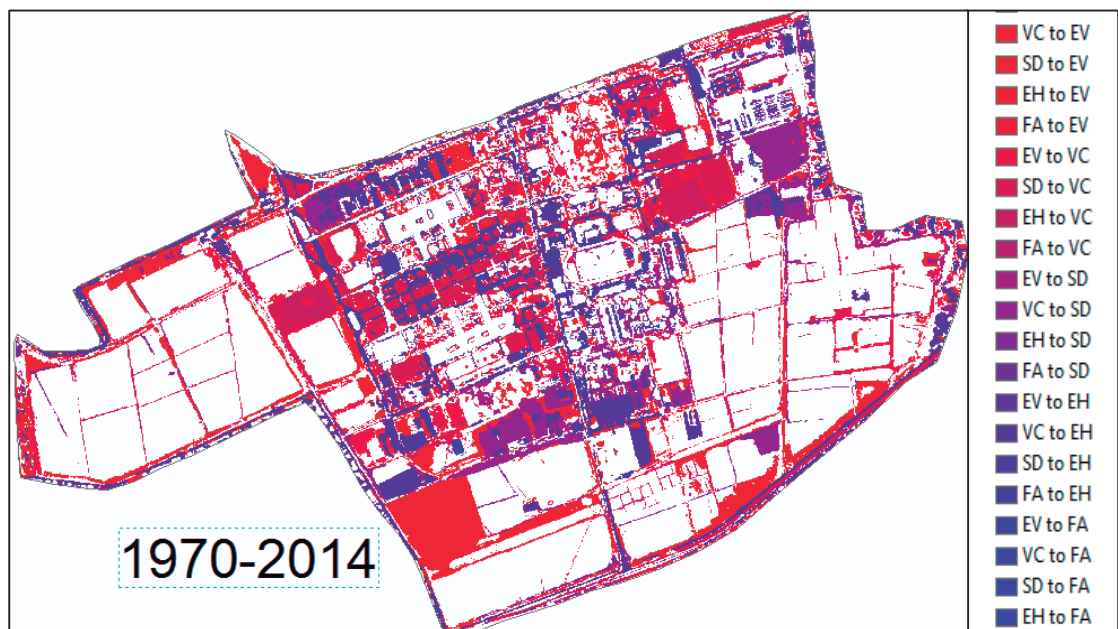 VC to EV
SD to EV
EH to EV
FA to EV
EV to VC
SD to VC
EH to VC
FA to VC
EV to SD
VC to SD
EH to SD
FA to SD
EV to EH
VC to EH
SD to EH
FA to EH
EV to FA
VC to FA
SD to FA
EH to FA
1970-2014